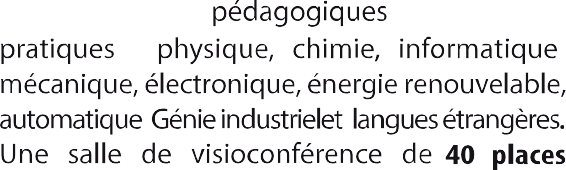 pédagogiques
pratiques physique, chimie, informatique
mécanique, électronique, énergie renouvelable,
automatique Génie industrielet langues étrangères.
Une salle de visioconférence de 40 places